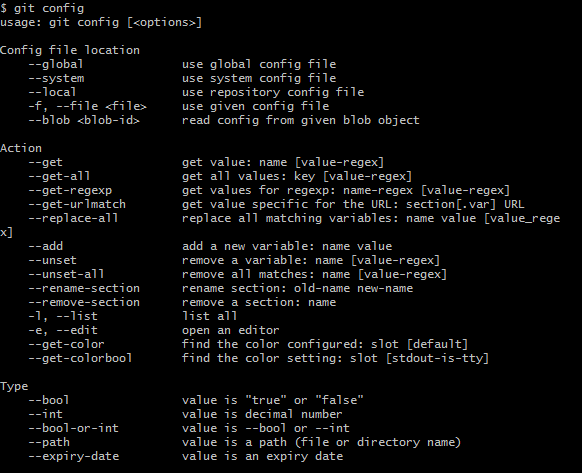 $ git config
usage: git config [<options>]

Config file location
    --global              use global config file
    --system              use system config file
    --local               use repository config file
    -f, --file <file>     use given config file
    --blob <blob-id>      read config from given blob object

Action
    --get                 get value: name [value-regex]
    --get-all             get all values: key [value-regex]
    --get-regexp          get values for regexp: name-regex [value-regex]
    --get-urlmatch        get value specific for the URL: section[.var] URL
    --replace-all         replace all matching variables: name value [value_rege
x]
    --add                 add a new variable: name value
    --unset               remove a variable: name [value-regex]
    --unset-all           remove all matches: name [value-regex]
    --rename-section      rename section: old-name new-name
    --remove-section      remove a section: name
    -l, --list            list all
    -e, --edit            open an editor
    --get-color           find the color configured: slot [default]
    --get-colorbool       find the color setting: slot [stdout-is-tty]

Type
    --bool                value is "true" or "false"
    --int                 value is decimal number
    --bool-or-int         value is --bool or --int
    --path                value is a path (file or directory name)
    --expiry-date         value is an expiry date